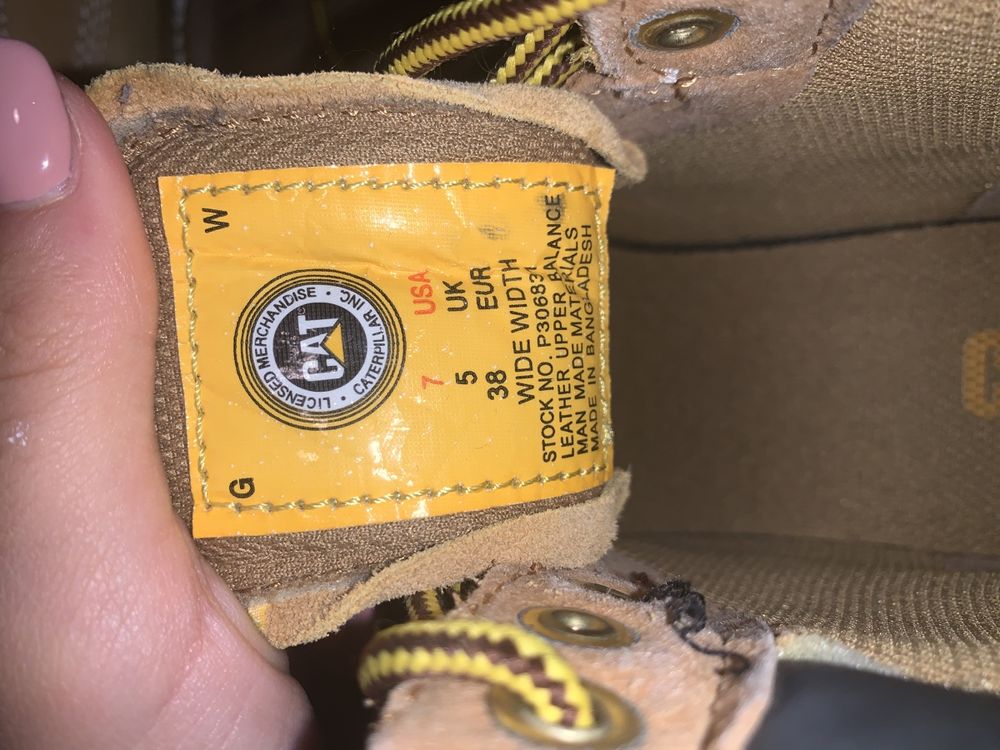 G W
LICENSED MERCHANDISE · CATERPILLAR INC ·
CAT
7 USA
5 UK
38 EUR
WIDE WIDTH
STOCK NO.
LEATHER UPPER BALANCE
MAN MADE MATERIALS
MADE IN BANGLADESH